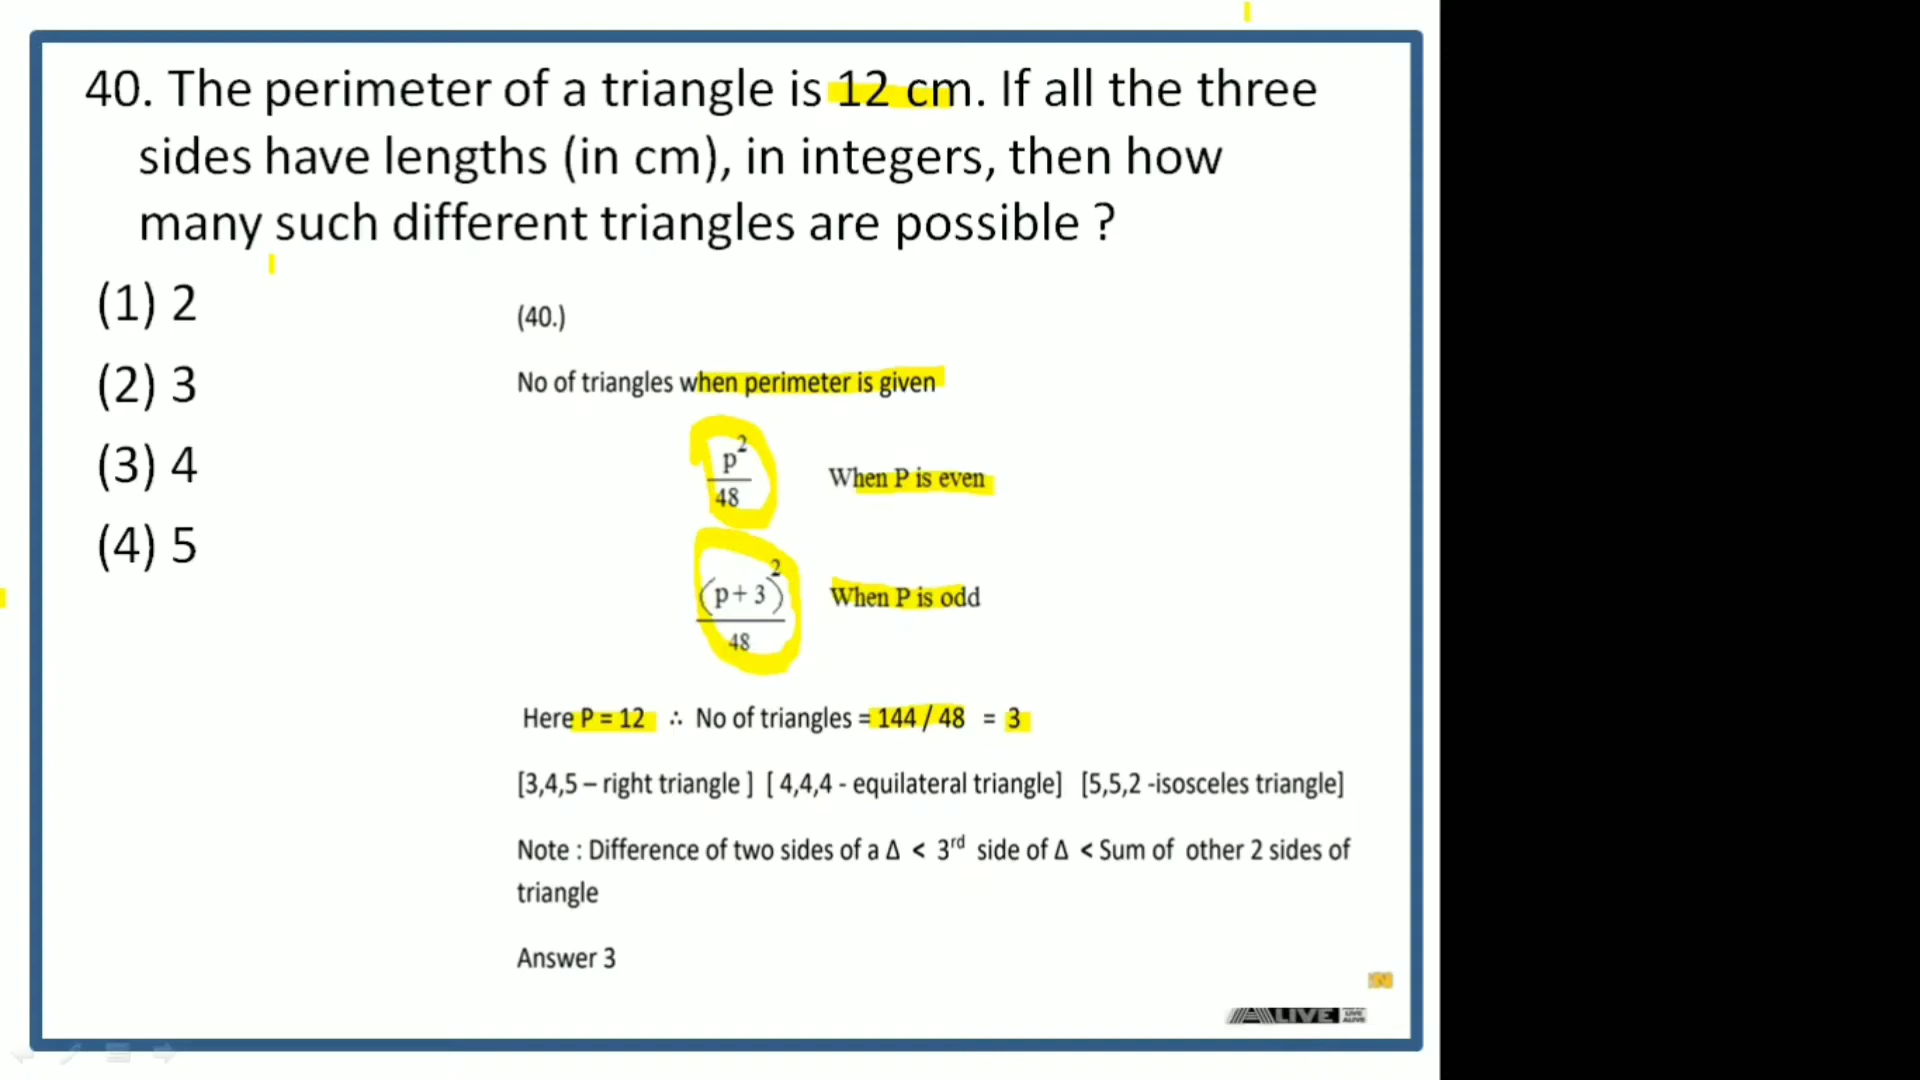 40. The perimeter of a triangle is 12 cm. If all the three
sides have lengths (in cm), in integers, then how
many such different triangles are possible ?
(1) 2
(2) 3
(3) 4
(4) 5
(40.)
No of triangles when perimeter is given
p²/48 When P is even
(p+3)²/48 When P is odd
Here P = 12 ∴ No of triangles = 144 / 48 = 3
[3,4,5 – right triangle ] [ 4,4,4 - equilateral triangle] [5,5,2 -isosceles triangle]
Note : Difference of two sides of a Δ < 3rd side of Δ < Sum of other 2 sides of
triangle
Answer 3
ALIVE